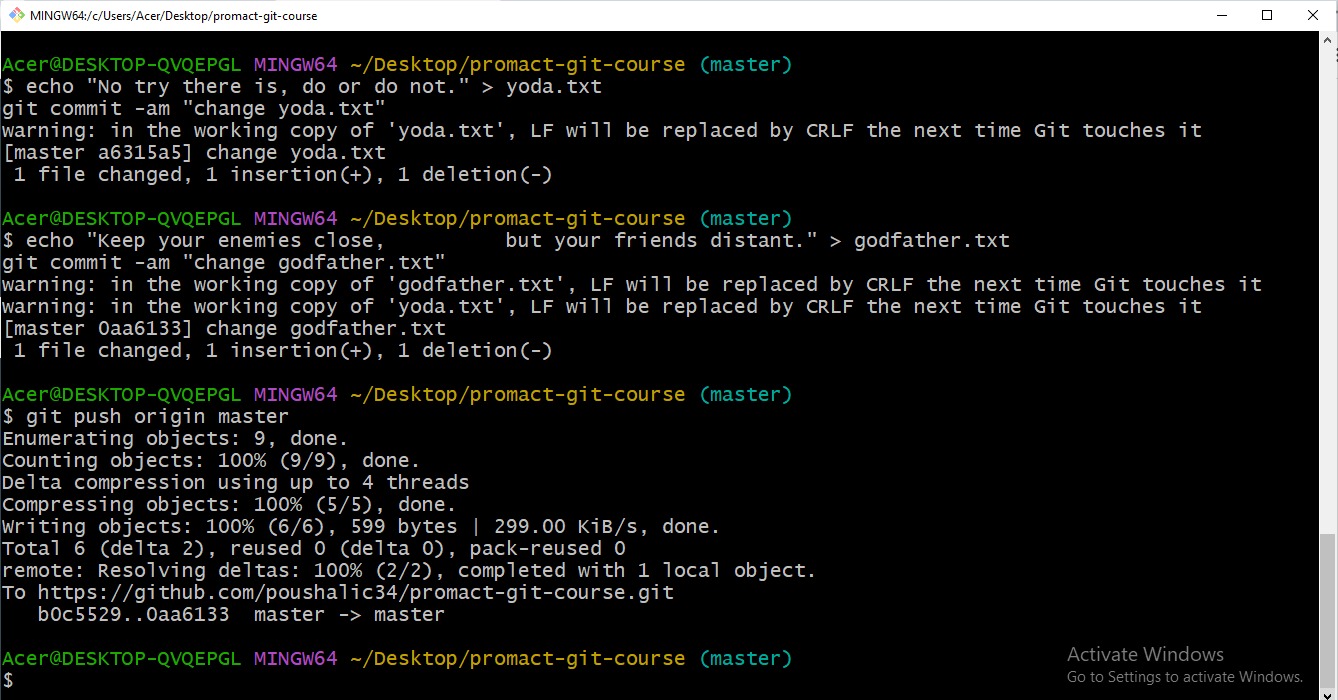 MINGW64:/c/Users/Acer/Desktop/promact-git-course
Acer@DESKTOP-QVQEPGL MINGW64 ~/Desktop/promact-git-course (master)
$ echo "No try there is, do or do not." > yoda.txt
git commit -am "change yoda.txt"
warning: in the working copy of 'yoda.txt', LF will be replaced by CRLF the next time Git touches it
[master a6315a5] change yoda.txt
 1 file changed, 1 insertion(+), 1 deletion(-)
Acer@DESKTOP-QVQEPGL MINGW64 ~/Desktop/promact-git-course (master)
$ echo "Keep your enemies close,          but your friends distant." > godfather.txt
git commit -am "change godfather.txt"
warning: in the working copy of 'godfather.txt', LF will be replaced by CRLF the next time Git touches it
warning: in the working copy of 'yoda.txt', LF will be replaced by CRLF the next time Git touches it
[master 0aa6133] change godfather.txt
 1 file changed, 1 insertion(+), 1 deletion(-)
Acer@DESKTOP-QVQEPGL MINGW64 ~/Desktop/promact-git-course (master)
$ git push origin master
Enumerating objects: 9, done.
Counting objects: 100% (9/9), done.
Delta compression using up to 4 threads
Compressing objects: 100% (5/5), done.
Writing objects: 100% (6/6), 599 bytes | 299.00 KiB/s, done.
Total 6 (delta 2), reused 0 (delta 0), pack-reused 0
remote: Resolving deltas: 100% (2/2), completed with 1 local object.
To https://github.com/poushalic34/promact-git-course.git
   b0c5529..0aa6133  master -> master
Acer@DESKTOP-QVQEPGL MINGW64 ~/Desktop/promact-git-course (master)
$
Activate Windows
Go to Settings to activate Windows.